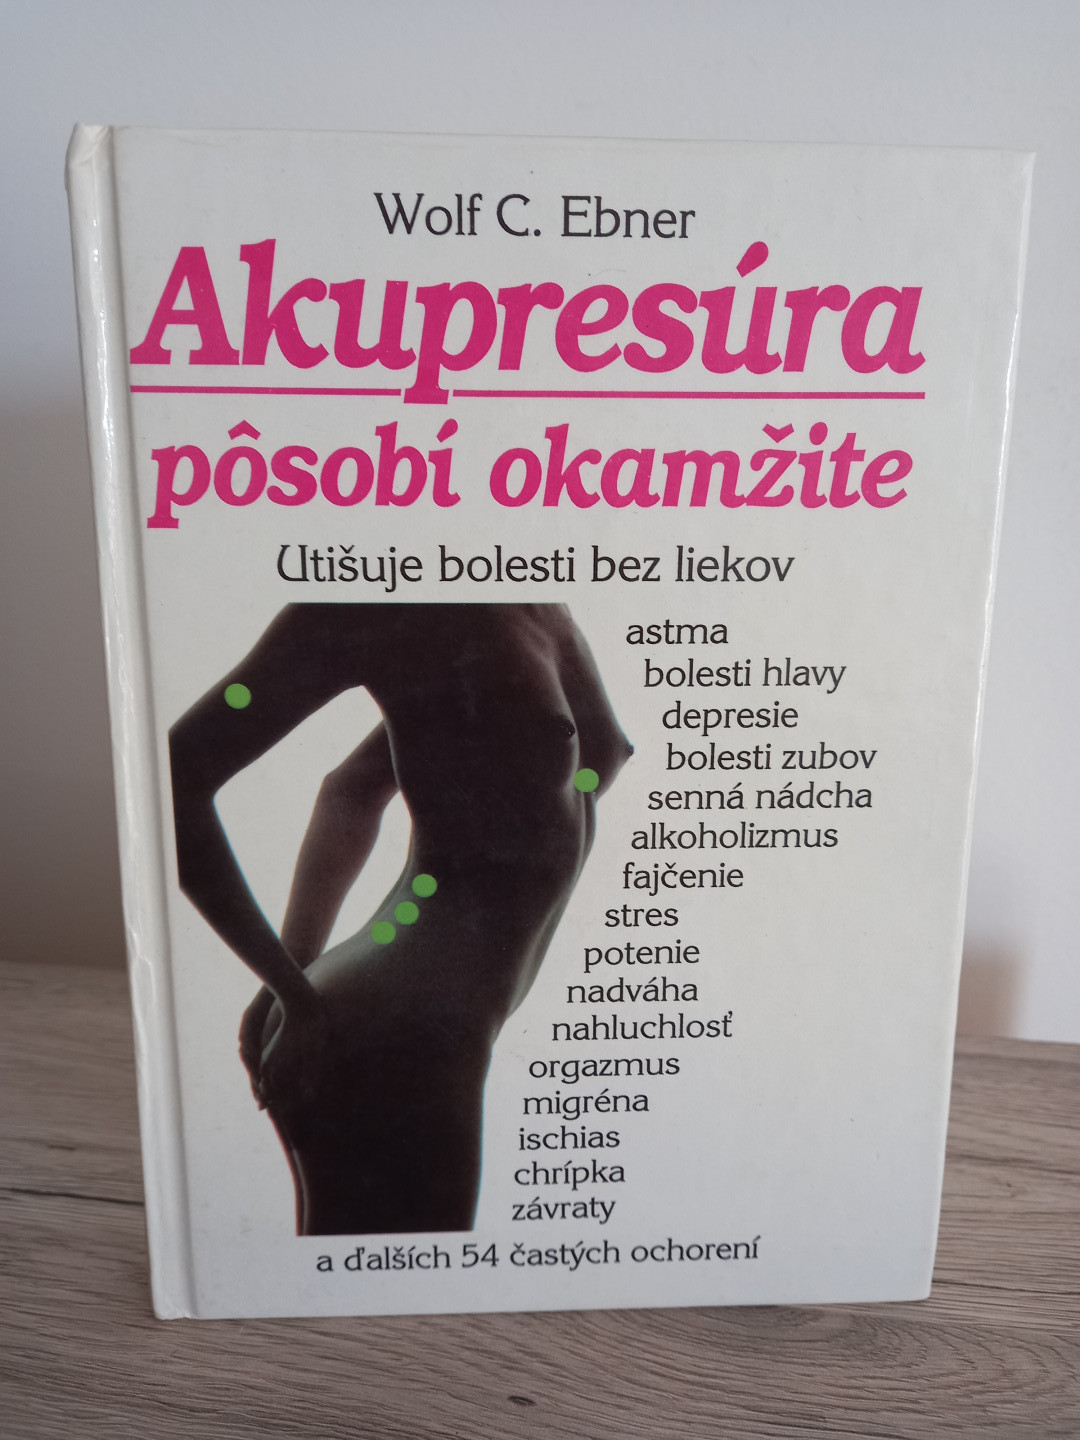 Wolf C. Ebner
Akupresúra
pôsobí okamžite
Utišuje bolesti bez liekov
astma
bolesti hlavy
depresie
bolesti zubov
senná nádcha
alkoholizmus
fajčenie
stres
potenie
nadváha
nahluchlosť
orgazmus
migréna
ischias
chrípka
závraty
a ďalších 54 častých ochorení